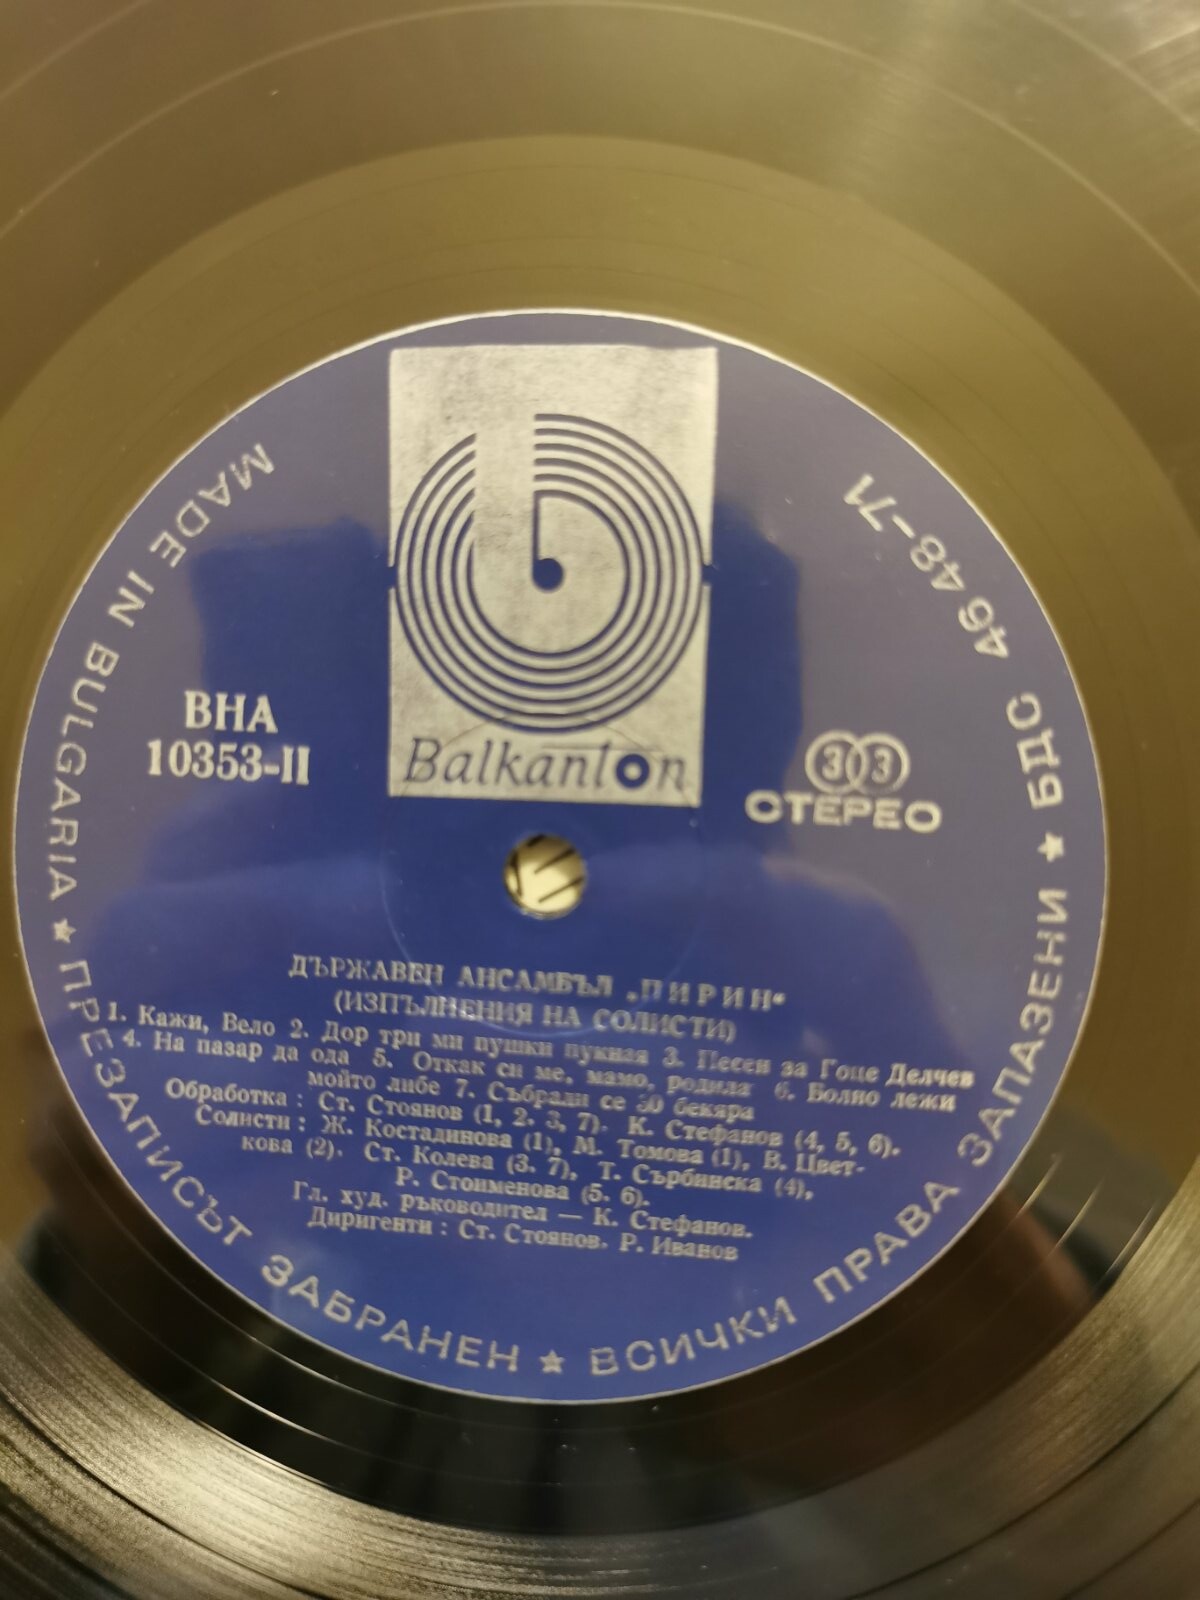 Balkanton
ВНА
10353-II
33
СТЕРЕО
ДЪРЖАВЕН АНСАМБЪЛ „ПИРИН“
(ИЗПЪЛНЕНИЯ НА СОЛИСТИ)
1. Кажи, Вело 2. Дор три ми пушки пукная 3. Песен за Гоце Делчев
4. На пазар да ода 5. Откак си ме, мамо, родила 6. Болно лежи
мойто либе 7. Събрали се 30 бекяра
Обработка: Ст. Стоянов (1, 2, 3, 7). К. Стефанов (4, 5, 6).
Солисти: Ж. Костадинова (1), М. Томова (1), В. Цвет-
кова (2). Ст. Колева (3. 7), Т. Сърбинска (4),
Р. Стоименова (5. 6).
Гл. худ. ръководител — К. Стефанов.
Диригенти: Ст. Стоянов. Р. Иванов
MADE IN BULGARIA ★ ПРЕЗАПИСЪТ ЗАБРАНЕН ★ ВСИЧКИ ПРАВА ЗАПАЗЕНИ ★ БДС 4648-71